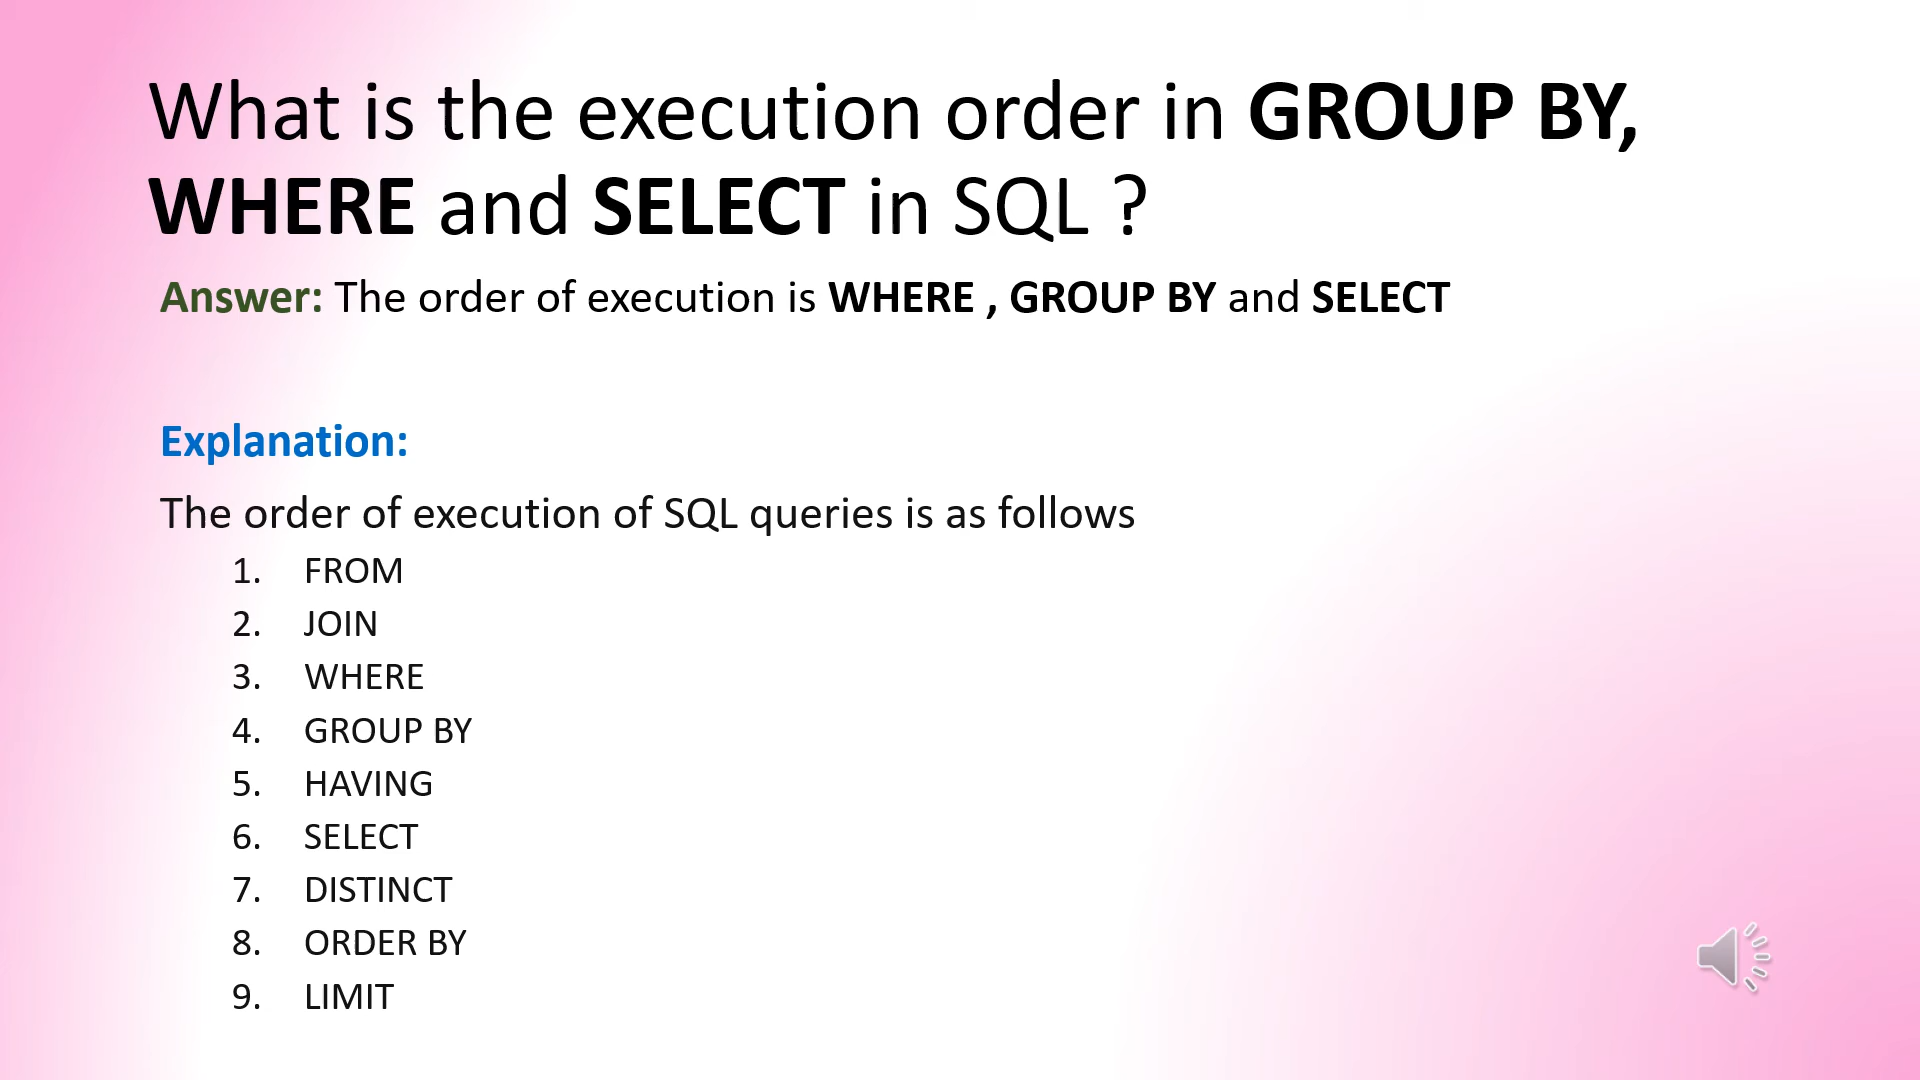 What is the execution order in GROUP BY,
WHERE and SELECT in SQL ?
Answer: The order of execution is WHERE , GROUP BY and SELECT
Explanation:
The order of execution of SQL queries is as follows
1. FROM
2. JOIN
3. WHERE
4. GROUP BY
5. HAVING
6. SELECT
7. DISTINCT
8. ORDER BY
9. LIMIT